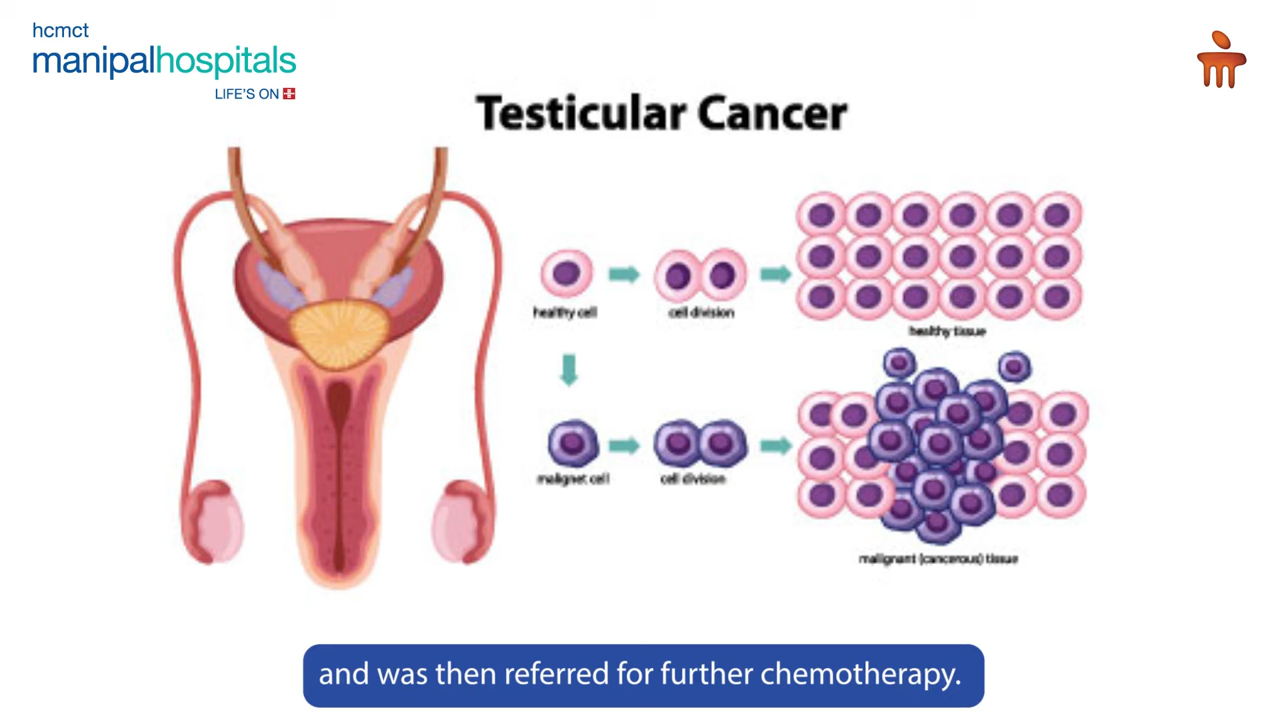 hcmct
manipalhospitals
LIFE'S ON
Testicular Cancer
healthy cell
cell division
healthy tissue
malignet cell
cell division
malignant (cancerous) tissue
and was then referred for further chemotherapy.